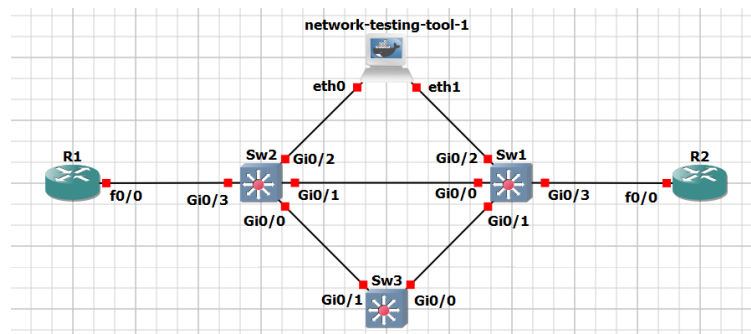 network-testing-tool-1
eth0 eth1
R1 Sw2 Gi0/2 Gi0/2 Sw1 R2
f0/0 Gi0/3 Gi0/1 Gi0/0 Gi0/3 f0/0
Gi0/0 Gi0/1
Sw3
Gi0/1 Gi0/0